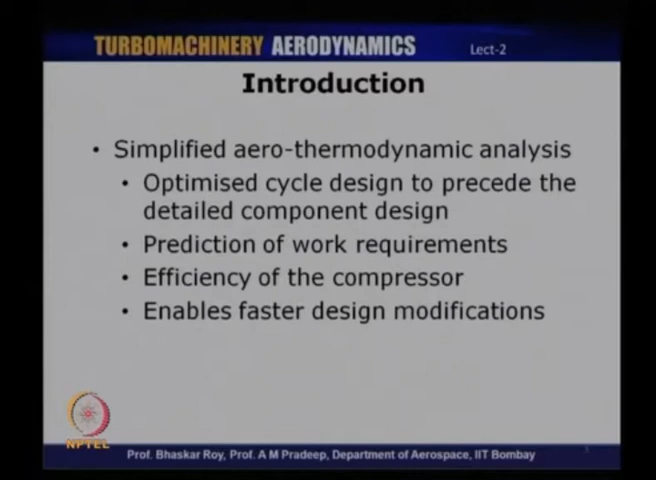 TURBOMACHINERY AERODYNAMICS Lect-2
Introduction
• Simplified aero-thermodynamic analysis
• Optimised cycle design to precede the
detailed component design
• Prediction of work requirements
• Efficiency of the compressor
• Enables faster design modifications
NPTEL
Prof. Bhaskar Roy, Prof. A M Pradeep, Department of Aerospace, IIT Bombay